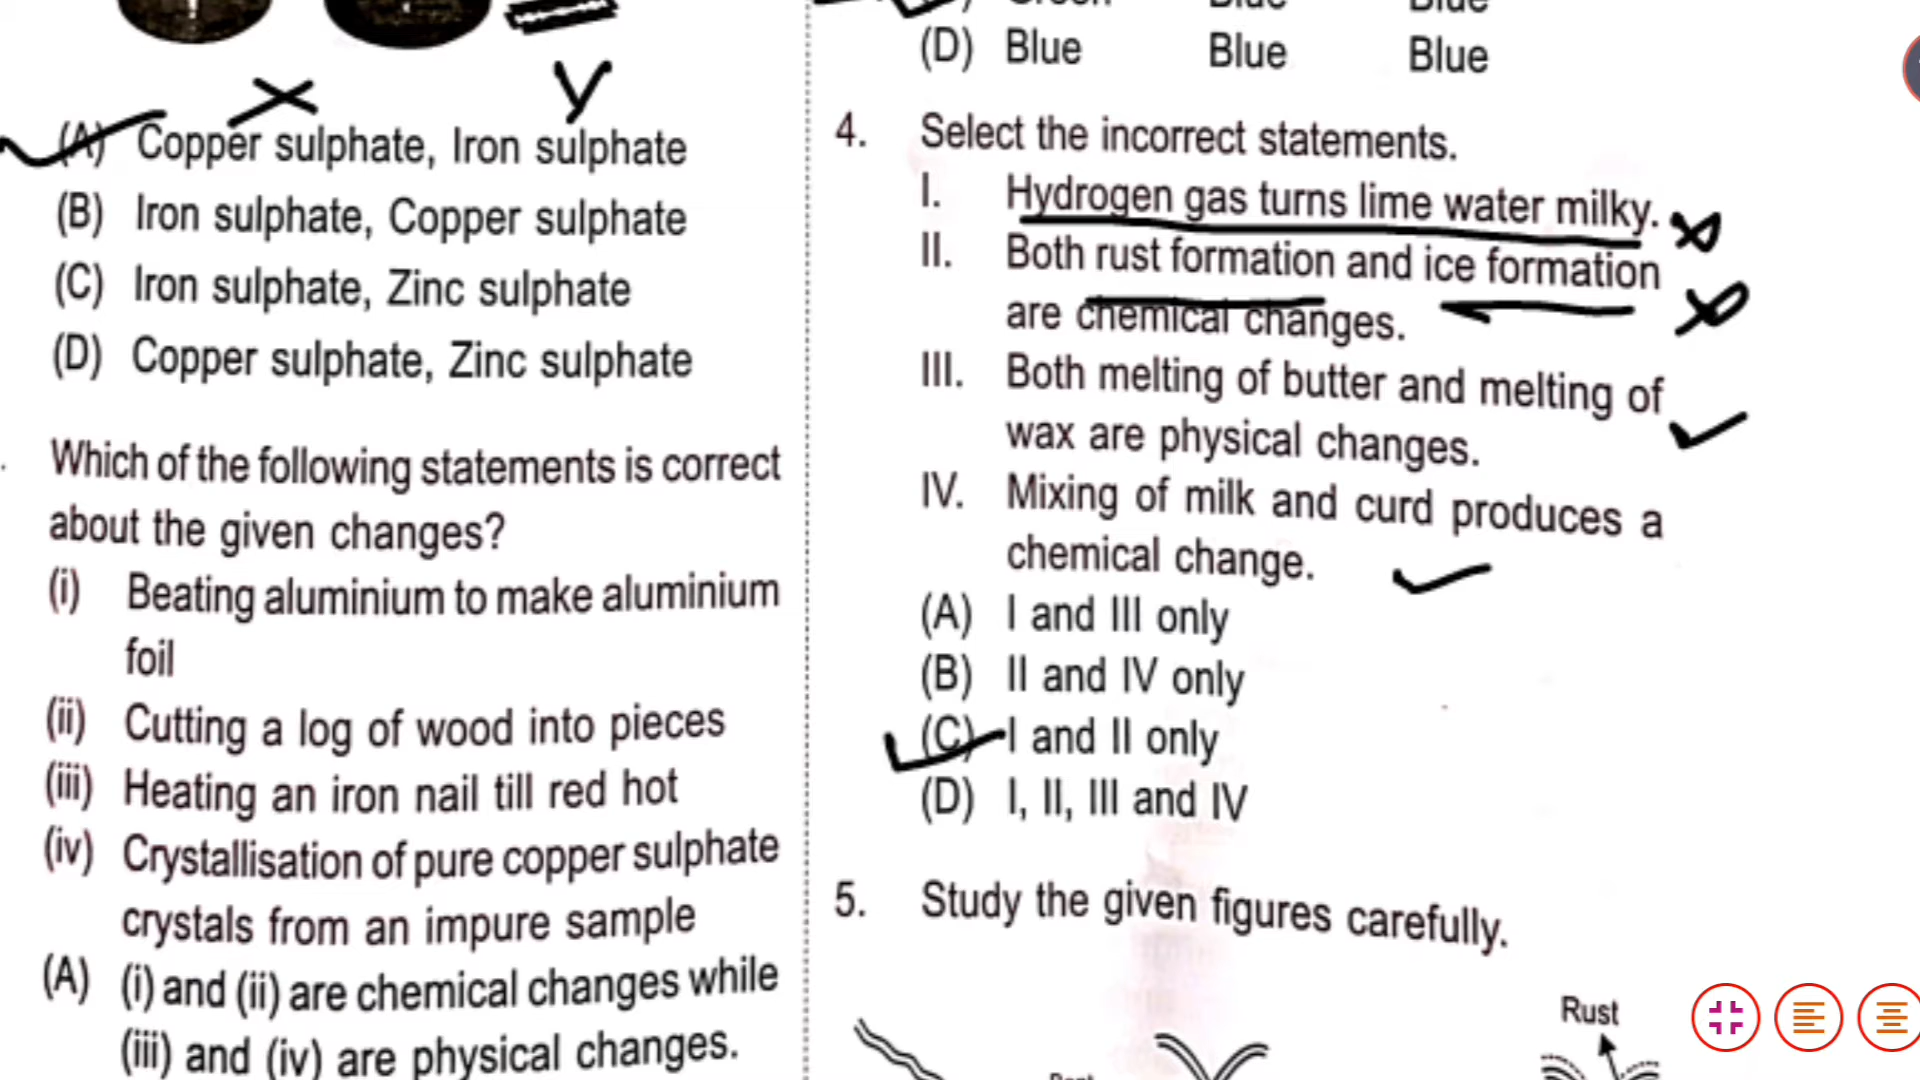 X Y
(A) Copper sulphate, Iron sulphate
(B) Iron sulphate, Copper sulphate
(C) Iron sulphate, Zinc sulphate
(D) Copper sulphate, Zinc sulphate
Which of the following statements is correct
about the given changes?
(i) Beating aluminium to make aluminium
foil
(ii) Cutting a log of wood into pieces
(iii) Heating an iron nail till red hot
(iv) Crystallisation of pure copper sulphate
crystals from an impure sample
(A) (i) and (ii) are chemical changes while
(iii) and (iv) are physical changes.
(D) Blue Blue Blue
4. Select the incorrect statements.
I. Hydrogen gas turns lime water milky.
II. Both rust formation and ice formation
are chemical changes.
III. Both melting of butter and melting of
wax are physical changes.
IV. Mixing of milk and curd produces a
chemical change.
(A) I and III only
(B) II and IV only
(C) I and II only
(D) I, II, III and IV
5. Study the given figures carefully.
Rust